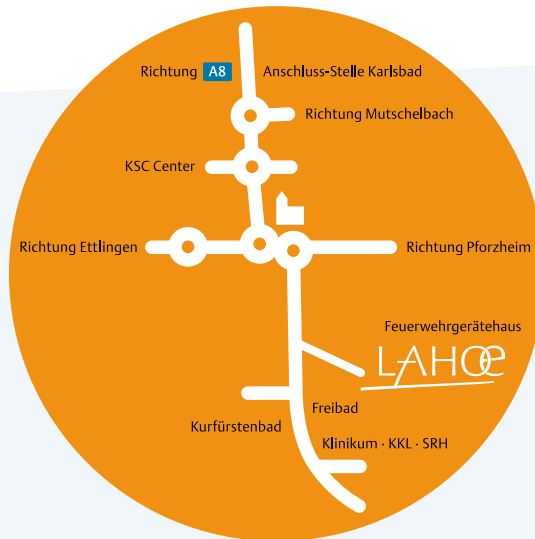 Richtung A8 Anschluss-Stelle Karlsbad
Richtung Mutschelbach
KSC Center
Richtung Ettlingen
Richtung Pforzheim
Feuerwehrgerätehaus
LAHOE
Freibad
Kurfürstenbad
Klinikum · KKL · SRH